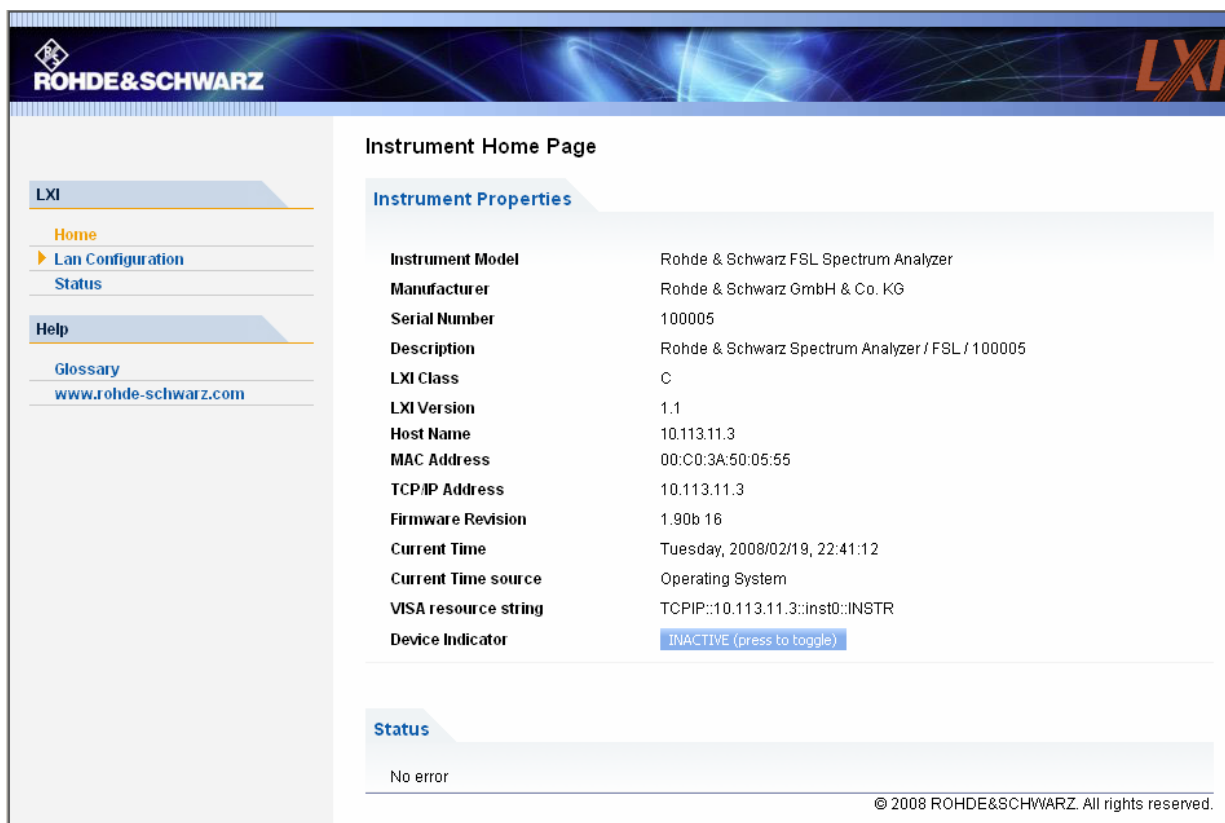 ROHDE&SCHWARZ
LXI
Instrument Home Page
LXI
Home
Lan Configuration
Status
Help
Glossary
www.rohde-schwarz.com
Instrument Properties
Instrument Model Rohde & Schwarz FSL Spectrum Analyzer
Manufacturer Rohde & Schwarz GmbH & Co. KG
Serial Number 100005
Description Rohde & Schwarz Spectrum Analyzer / FSL / 100005
LXI Class C
LXI Version 1.1
Host Name 10.113.11.3
MAC Address 00:C0:3A:50:05:55
TCP/IP Address 10.113.11.3
Firmware Revision 1.90b 16
Current Time Tuesday, 2008/02/19, 22:41:12
Current Time source Operating System
VISA resource string TCPIP::10.113.11.3::inst0::INSTR
Device Indicator INACTIVE (press to toggle)
Status
No error
© 2008 ROHDE&SCHWARZ. All rights reserved.